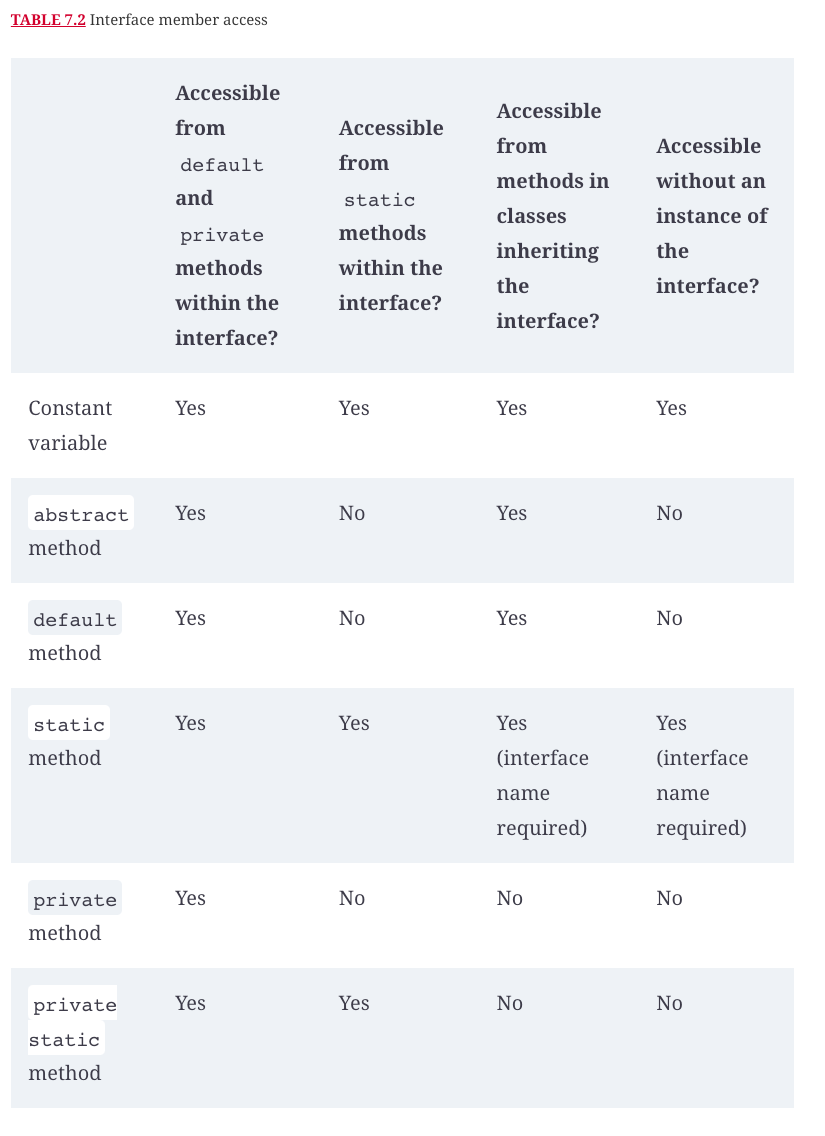 TABLE 7.2 Interface member access
Accessible from default and private methods within the interface?
Accessible from static methods within the interface?
Accessible from methods in classes inheriting the interface?
Accessible without an instance of the interface?
Constant variable
Yes
Yes
Yes
Yes
abstract method
Yes
No
Yes
No
default method
Yes
No
Yes
No
static method
Yes
Yes
Yes (interface name required)
Yes (interface name required)
private method
Yes
No
No
No
private static method
Yes
Yes
No
No